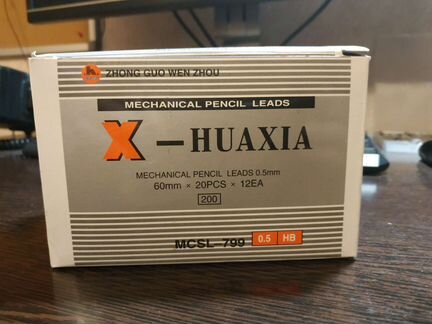 ZHONG GUO WEN ZHOU
MECHANICAL PENCIL LEADS
X-HUAXIA
MECHANICAL PENCIL LEADS 0.5mm
60mm × 20PCS × 12EA
200
MCSL-799 0.5 HB